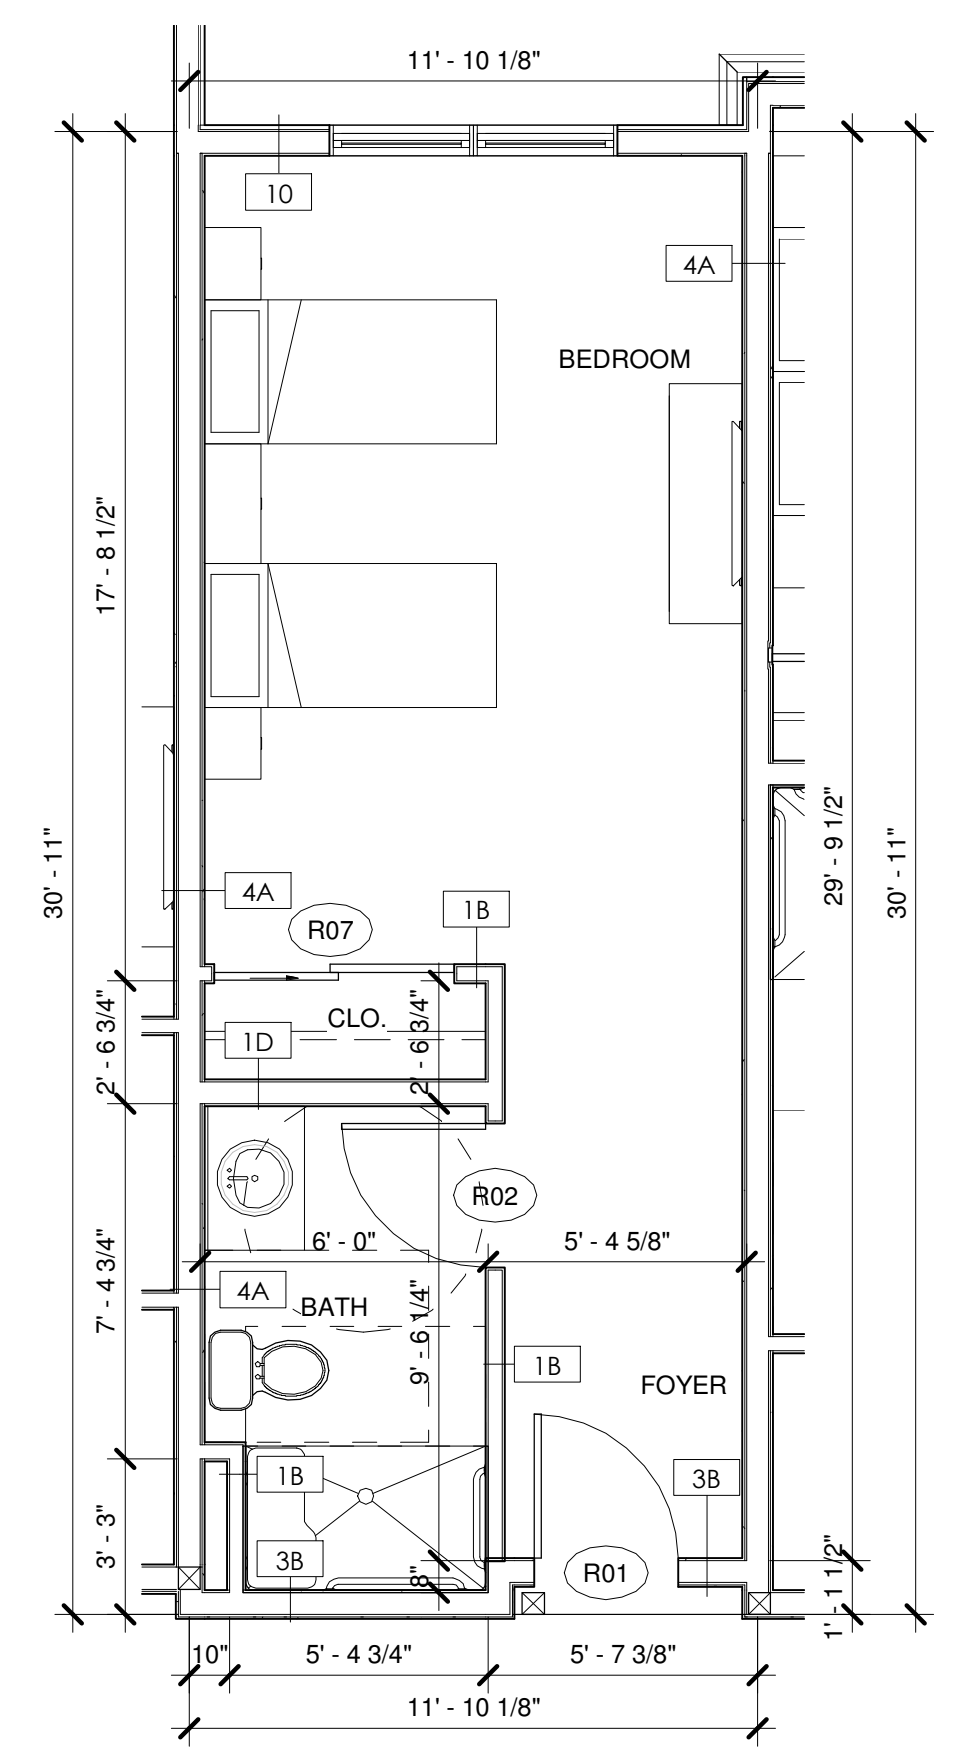 11' - 10 1/8"
10
4A
BEDROOM
17' - 8 1/2"
30' - 11"
29' - 9 1/2"
30' - 11"
4A
1B
R07
CLO.
2' - 6 3/4"
2' - 6 3/4"
1D
R02
6' - 0"
5' - 4 5/8"
7' - 4 3/4"
4A
BATH
9' - 6 1/4"
1B
FOYER
1B
3B
3' - 3"
3B
8"
R01
1' - 1 1/2"
10"
5' - 4 3/4"
5' - 7 3/8"
11' - 10 1/8"